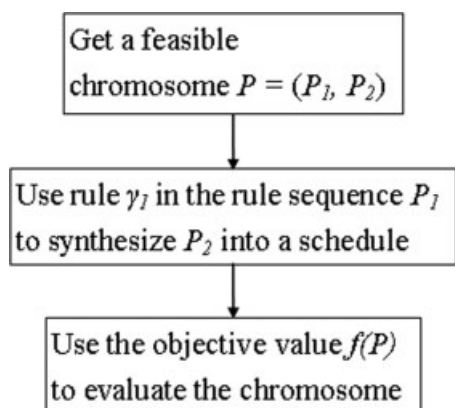 Get a feasible
chromosome P = (P₁, P₂)
Use rule γ₁ in the rule sequence P₁
to synthesize P₂ into a schedule
Use the objective value f(P)
to evaluate the chromosome